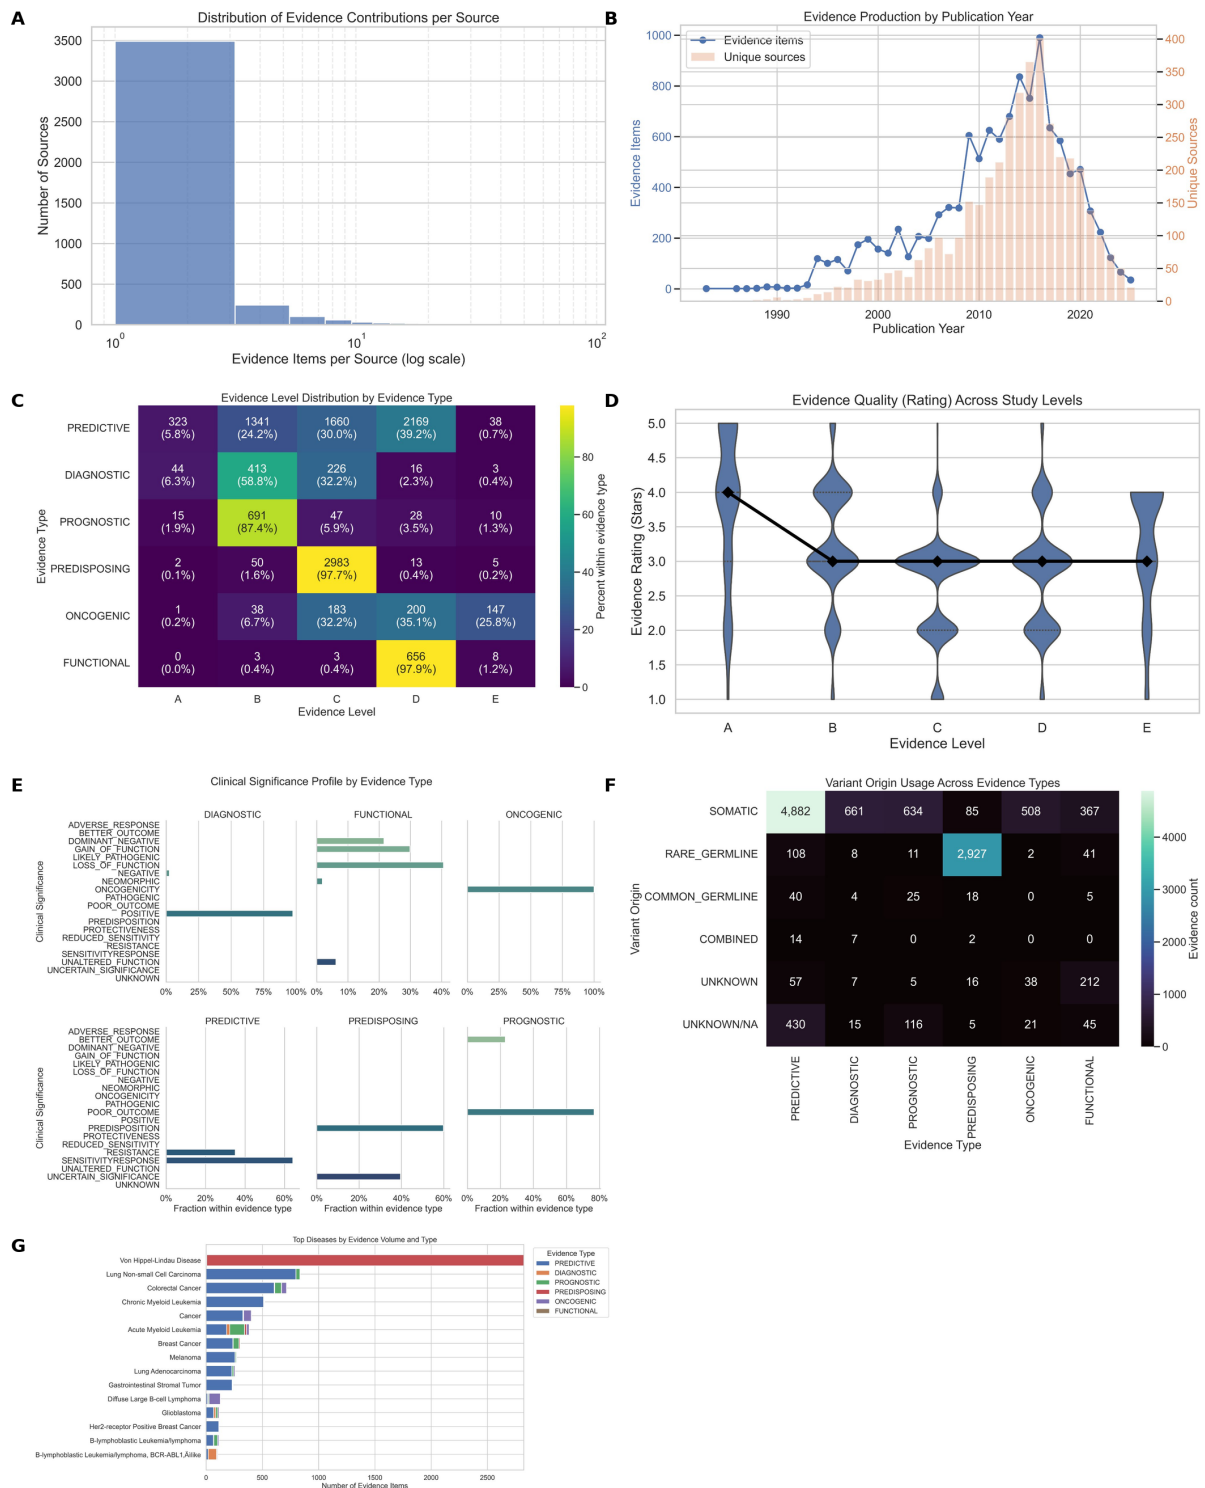 A
Distribution of Evidence Contributions per Source
3500
3000
2500
2000
1500
1000
500
0
Number of Sources
10^0
10^1
10^2
Evidence Items per Source (log scale)
B
Evidence Production by Publication Year
Evidence items
Unique sources
1000
800
600
400
200
0
Evidence Items
400
350
300
250
200
150
100
50
0
Unique Sources
1990
2000
2010
2020
Publication Year
C
Evidence Level Distribution by Evidence Type
Evidence Type
PREDICTIVE
323 1341 1660 2169 38
(5.8%) (24.2%) (30.0%) (39.2%) (0.7%)
DIAGNOSTIC
44 413 226 16 3
(6.3%) (58.8%) (32.2%) (2.3%) (0.4%)
PROGNOSTIC
15 691 47 28 10
(1.9%) (87.4%) (5.9%) (3.5%) (1.3%)
PREDISPOSING
2 50 2983 13 5
(0.1%) (1.6%) (97.7%) (0.4%) (0.2%)
ONCOGENIC
1 38 183 200 147
(0.2%) (6.7%) (32.2%) (35.1%) (25.8%)
FUNCTIONAL
0 3 3 656 8
(0.0%) (0.4%) (0.4%) (97.9%) (1.2%)
A B C D E
Evidence Level
80
60
40
20
0
Percent within evidence type
D
Evidence Quality (Rating) Across Study Levels
5.0
4.5
4.0
3.5
3.0
2.5
2.0
1.5
1.0
Evidence Rating (Stars)
A B C D E
Evidence Level
E
Clinical Significance Profile by Evidence Type
DIAGNOSTIC
FUNCTIONAL
ONCOGENIC
Clinical Significance
ADVERSE_RESPONSE
BETTER_OUTCOME
DOMINANT_NEGATIVE
GAIN_OF_FUNCTION
LIKELY_PATHOGENIC
LOSS_OF_FUNCTION
NEGATIVE
NEOMORPHIC
ONCOGENICITY
PATHOGENIC
POOR_OUTCOME
POSITIVE
PREDISPOSITION
PROTECTIVENESS
REDUCED_SENSITIVITY
RESISTANCE
SENSITIVITYRESPONSE
UNALTERED_FUNCTION
UNCERTAIN_SIGNIFICANCE
UNKNOWN
0% 25% 50% 75% 100%
0% 10% 20% 30% 40%
0% 25% 50% 75% 100%
PREDICTIVE
PREDISPOSING
PROGNOSTIC
Clinical Significance
ADVERSE_RESPONSE
BETTER_OUTCOME
DOMINANT_NEGATIVE
GAIN_OF_FUNCTION
LIKELY_PATHOGENIC
LOSS_OF_FUNCTION
NEGATIVE
NEOMORPHIC
ONCOGENICITY
PATHOGENIC
POOR_OUTCOME
POSITIVE
PREDISPOSITION
PROTECTIVENESS
REDUCED_SENSITIVITY
RESISTANCE
SENSITIVITYRESPONSE
UNALTERED_FUNCTION
UNCERTAIN_SIGNIFICANCE
UNKNOWN
0% 20% 40% 60%
0% 20% 40% 60%
0% 20% 40% 60% 80%
Fraction within evidence type
Fraction within evidence type
Fraction within evidence type
F
Variant Origin Usage Across Evidence Types
Variant Origin
SOMATIC 4,882 661 634 85 508 367
RARE_GERMLINE 108 8 11 2,927 2 41
COMMON_GERMLINE 40 4 25 18 0 5
COMBINED 14 7 0 2 0 0
UNKNOWN 57 7 5 16 38 212
UNKNOWN/NA 430 15 116 5 21 45
PREDICTIVE
DIAGNOSTIC
PROGNOSTIC
PREDISPOSING
ONCOGENIC
FUNCTIONAL
Evidence Type
4000
3000
2000
1000
0
Evidence count
G
Top Diseases by Evidence Volume and Type
Von Hippel-Lindau Disease
Lung Non-small Cell Carcinoma
Colorectal Cancer
Chronic Myeloid Leukemia
Cancer
Acute Myeloid Leukemia
Breast Cancer
Melanoma
Lung Adenocarcinoma
Gastrointestinal Stromal Tumor
Diffuse Large B-cell Lymphoma
Glioblastoma
Her2-receptor Positive Breast Cancer
B-lymphoblastic Leukemia/lymphoma
B-lymphoblastic Leukemia/lymphoma, BCR-ABL1‚Äìlike
0 500 1000 1500 2000 2500
Number of Evidence Items
Evidence Type
PREDICTIVE
DIAGNOSTIC
PROGNOSTIC
PREDISPOSING
ONCOGENIC
FUNCTIONAL